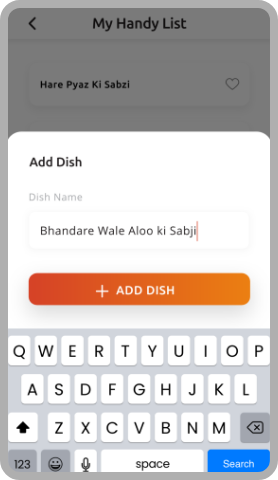 My Handy List
Hare Pyaz Ki Sabzi
Add Dish
Dish Name
Bhandare Wale Aloo ki Sabji
+ ADD DISH
Q W E R T Y U I O P
A S D F G H J K L
Z X C V B N M
123 space Search